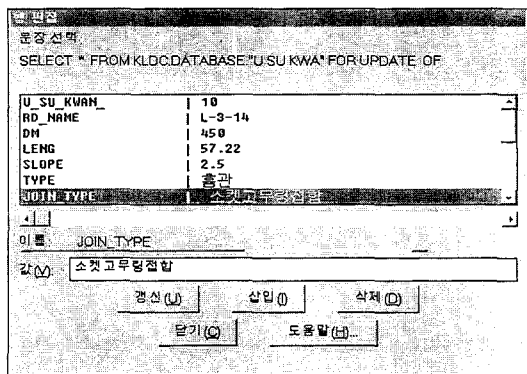 행 편집
문장 선택
SELECT * FROM KLDC.DATABASE."U SU KWA" FOR UPDATE OF
U_SU_KWAN_ | 10
RD_NAME | L-3-14
DM | 450
LENG | 57.22
SLOPE | 2.5
TYPE | 흄관
JOIN_TYPE | 소켓고무링접합
이름: JOIN_TYPE
값(V): 소켓고무링접합
갱신(U) 삽입(I) 삭제(D)
닫기(C) 도움말(H)...